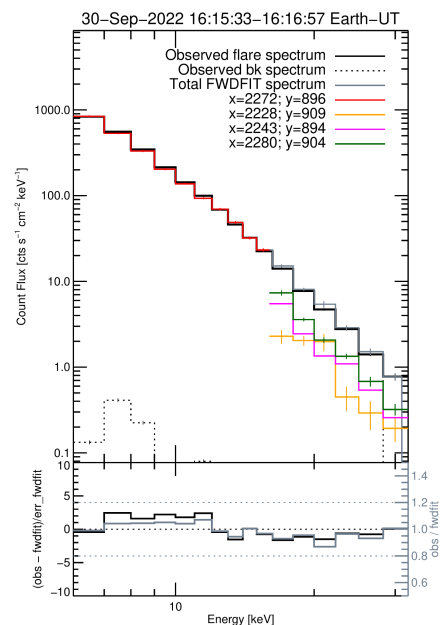 30-Sep-2022 16:15:33-16:16:57 Earth-UT
Observed flare spectrum
Observed bk spectrum
Total FWDFIT spectrum
x=2272; y=896
x=2228; y=909
x=2243; y=894
x=2280; y=904
Count Flux [cts s⁻¹ cm⁻² keV⁻¹]
1000.0
100.0
10.0
1.0
0.1
(obs - fwdfit)/err_fwdfit
10
5
0
-5
-10
1.4
1.2
1.0
0.8
0.6
obs / fwdfit
10
Energy [keV]